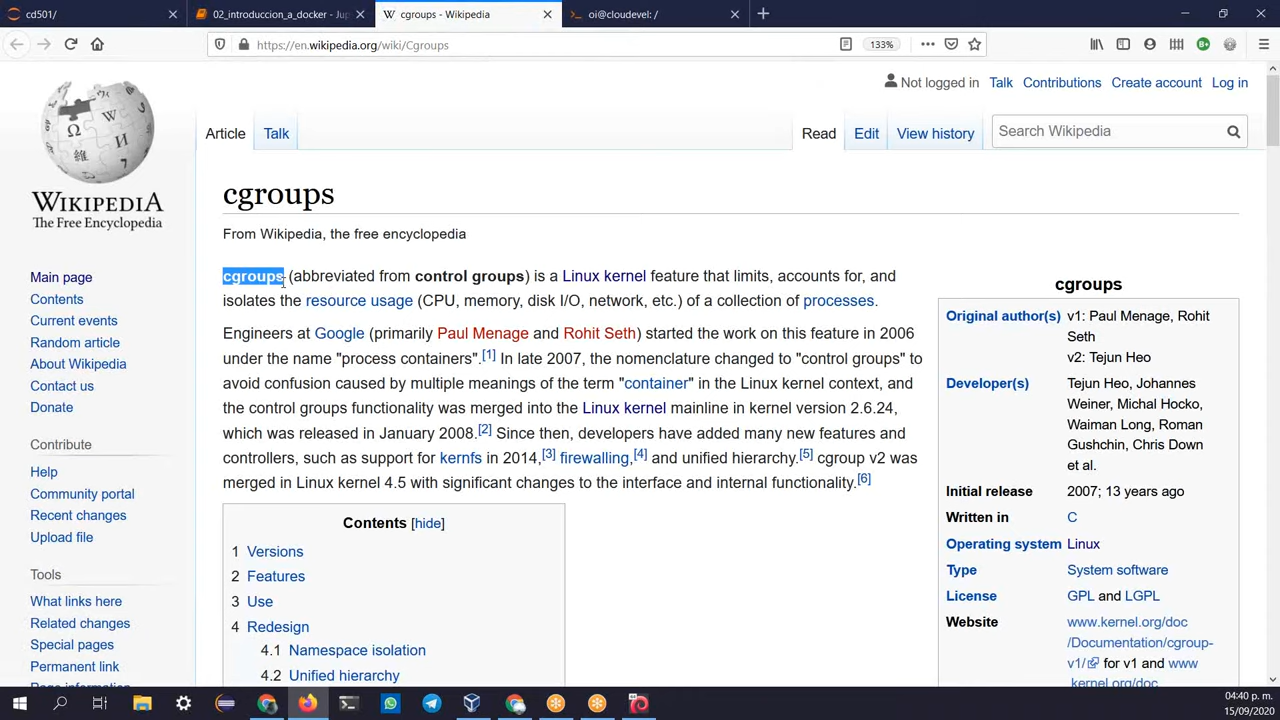 cd501/
02_introduccion_a_docker - Jup
cgroups - Wikipedia
oi@cloudevel: /
https://en.wikipedia.org/wiki/Cgroups
133%
Not logged in Talk Contributions Create account Log in
Article Talk
Read Edit View history
Search Wikipedia
WIKIPEDIA
The Free Encyclopedia
Main page
Contents
Current events
Random article
About Wikipedia
Contact us
Donate
Contribute
Help
Community portal
Recent changes
Upload file
Tools
What links here
Related changes
Special pages
Permanent link
cgroups
From Wikipedia, the free encyclopedia
cgroups (abbreviated from control groups) is a Linux kernel feature that limits, accounts for, and
isolates the resource usage (CPU, memory, disk I/O, network, etc.) of a collection of processes.
Engineers at Google (primarily Paul Menage and Rohit Seth) started the work on this feature in 2006
under the name "process containers".[1] In late 2007, the nomenclature changed to "control groups" to
avoid confusion caused by multiple meanings of the term "container" in the Linux kernel context, and
the control groups functionality was merged into the Linux kernel mainline in kernel version 2.6.24,
which was released in January 2008.[2] Since then, developers have added many new features and
controllers, such as support for kernfs in 2014,[3] firewalling,[4] and unified hierarchy.[5] cgroup v2 was
merged in Linux kernel 4.5 with significant changes to the interface and internal functionality.[6]
Contents [hide]
1 Versions
2 Features
3 Use
4 Redesign
4.1 Namespace isolation
4.2 Unified hierarchy
cgroups
Original author(s) v1: Paul Menage, Rohit
Seth
v2: Tejun Heo
Developer(s) Tejun Heo, Johannes
Weiner, Michal Hocko,
Waiman Long, Roman
Gushchin, Chris Down
et al.
Initial release 2007; 13 years ago
Written in C
Operating system Linux
Type System software
License GPL and LGPL
Website www.kernel.org/doc
/Documentation/cgroup-
v1/ for v1 and www
.kernel.org/doc
04:40 p. m.
15/09/2020